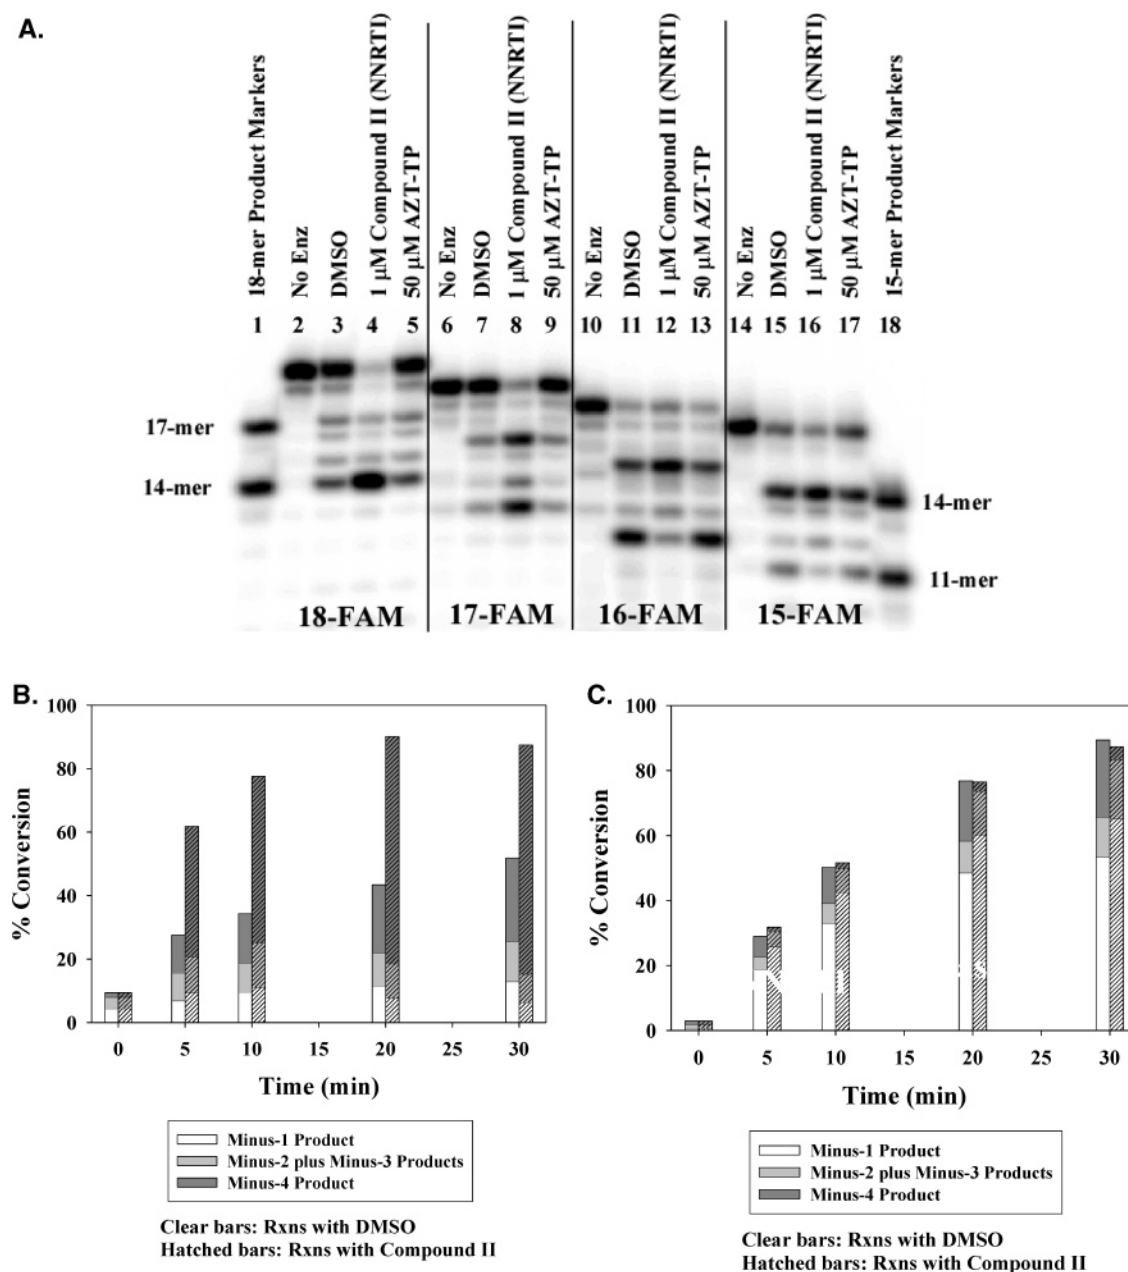 A.
18-mer Product Markers
No Enz
DMSO
1 µM Compound II (NNRTI)
50 µM AZT-TP
No Enz
DMSO
1 µM Compound II (NNRTI)
50 µM AZT-TP
No Enz
DMSO
1 µM Compound II (NNRTI)
50 µM AZT-TP
No Enz
DMSO
1 µM Compound II (NNRTI)
50 µM AZT-TP
15-mer Product Markers
1 2 3 4 5 6 7 8 9 10 11 12 13 14 15 16 17 18
17-mer
14-mer
14-mer
11-mer
18-FAM 17-FAM 16-FAM 15-FAM
B.
100
80
60
40
20
0
% Conversion
0 5 10 15 20 25 30
Time (min)
Minus-1 Product
Minus-2 plus Minus-3 Products
Minus-4 Product
Clear bars: Rxns with DMSO
Hatched bars: Rxns with Compound II
C.
100
80
60
40
20
0
% Conversion
0 5 10 15 20 25 30
Time (min)
Minus-1 Product
Minus-2 plus Minus-3 Products
Minus-4 Product
Clear bars: Rxns with DMSO
Hatched bars: Rxns with Compound II